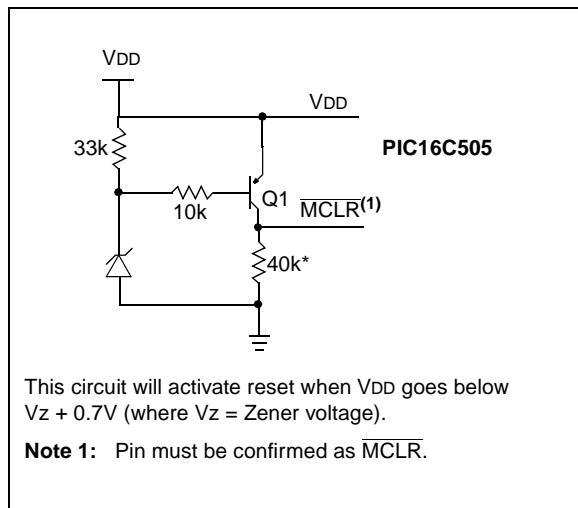 VDD
VDD
33k
PIC16C505
Q1
MCLR(1)
10k
40k*
This circuit will activate reset when VDD goes below
Vz + 0.7V (where Vz = Zener voltage).
Note 1: Pin must be confirmed as MCLR.